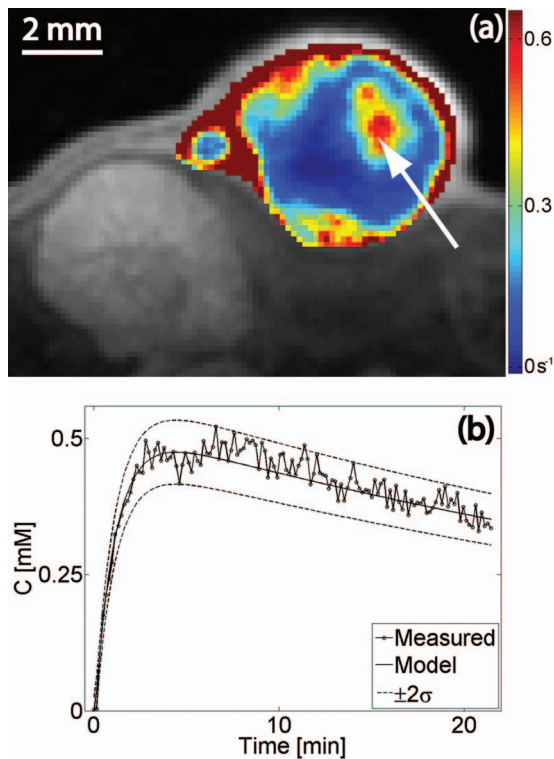 2 mm
(a)
0.6
0.3
0s⁻¹
(b)
0.5
0.25
0
C [mM]
Measured
Model
±2σ
0 10 20
Time [min]